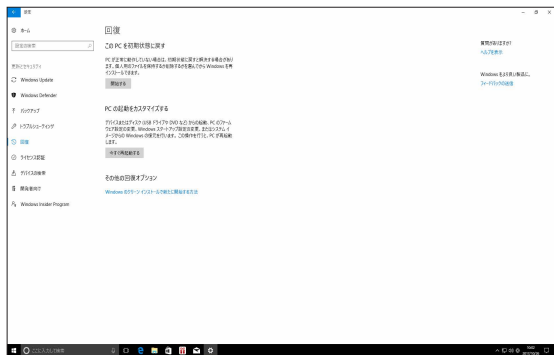 設定
ホーム
設定の検索
更新とセキュリティ
Windows Update
Windows Defender
バックアップ
トラブルシューティング
回復
ライセンス認証
デバイスの検索
開発者向け
Windows Insider Program
回復
この PC を初期状態に戻す
PC が正常に動作していない場合は、初期状態に戻すと解決する場合があり
ます。個人用のファイルを保持するか削除するかを選んでから Windows を再
インストールできます。
開始する
PC の起動をカスタマイズする
デバイスまたはディスク (USB ドライブや DVD など) からの起動、PC のファーム
ウェア設定の変更、Windows スタートアップ設定の変更、またはシステム イ
メージからの Windows の復元を行います。この操作を行うと、PC が再起動
します。
今すぐ再起動する
その他の回復オプション
Windows のクリーン インストールで新たに開始する方法
質問がありますか?
ヘルプを表示
Windows をより良い製品に。
フィードバックの送信
ここに入力して検索